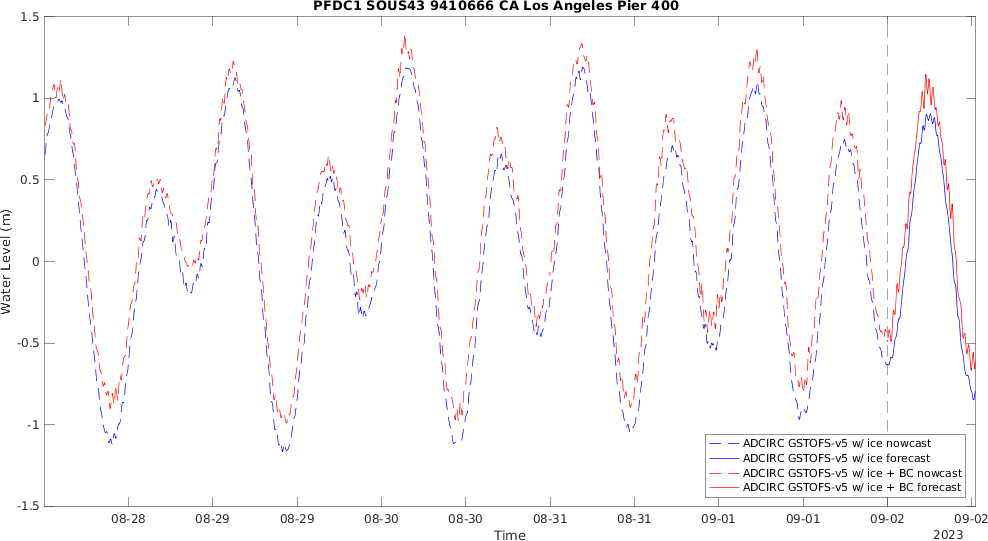 PFDC1 SOUS43 9410666 CA Los Angeles Pier 400
1.5
1
0.5
0
-0.5
-1
-1.5
Water Level (m)
08-28
08-29
08-29
08-30
08-30
08-31
08-31
09-01
09-01
09-02
09-02
Time
2023
ADCIRC GSTOFS-v5 w/ ice nowcast
ADCIRC GSTOFS-v5 w/ ice forecast
ADCIRC GSTOFS-v5 w/ ice + BC nowcast
ADCIRC GSTOFS-v5 w/ ice + BC forecast